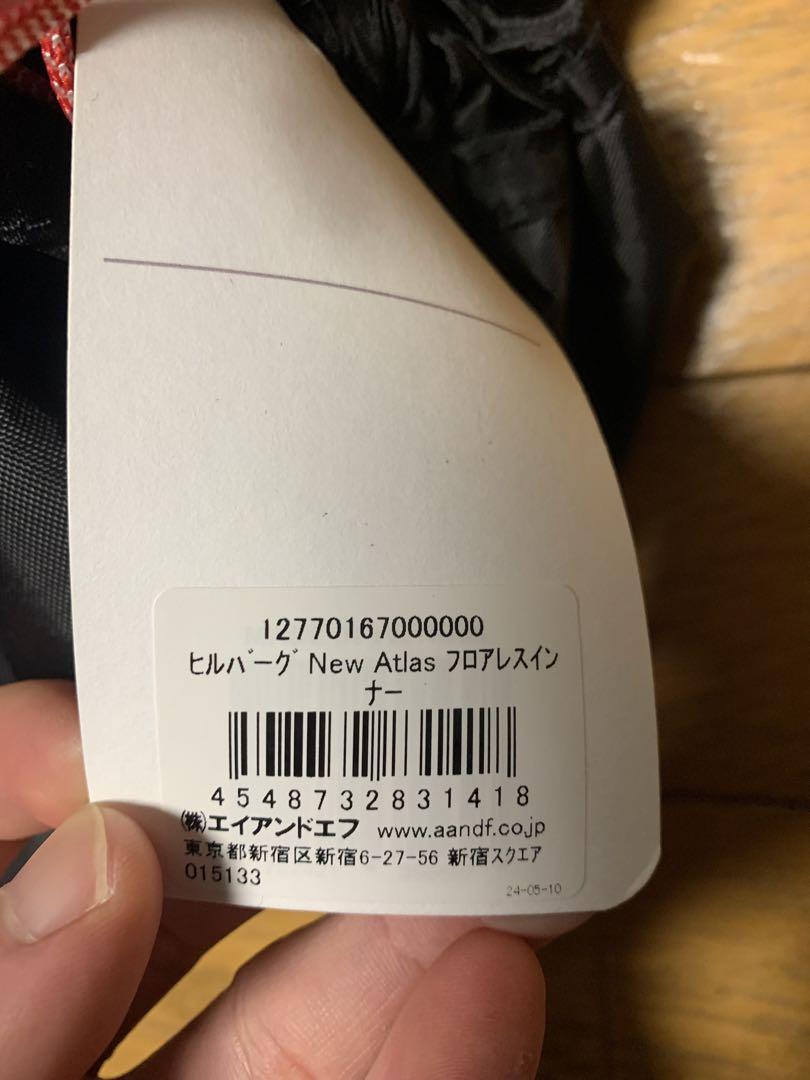 12770167000000
ﾋﾙﾊﾞｰｸﾞ New Atlas ﾌﾛｱﾚｽｲﾝ
ﾅｰ
4548732831418
㈱エイアンドエフ www.aandf.co.jp
東京都新宿区新宿6-27-56 新宿ｽｸｴｱ
015133
24-05-10